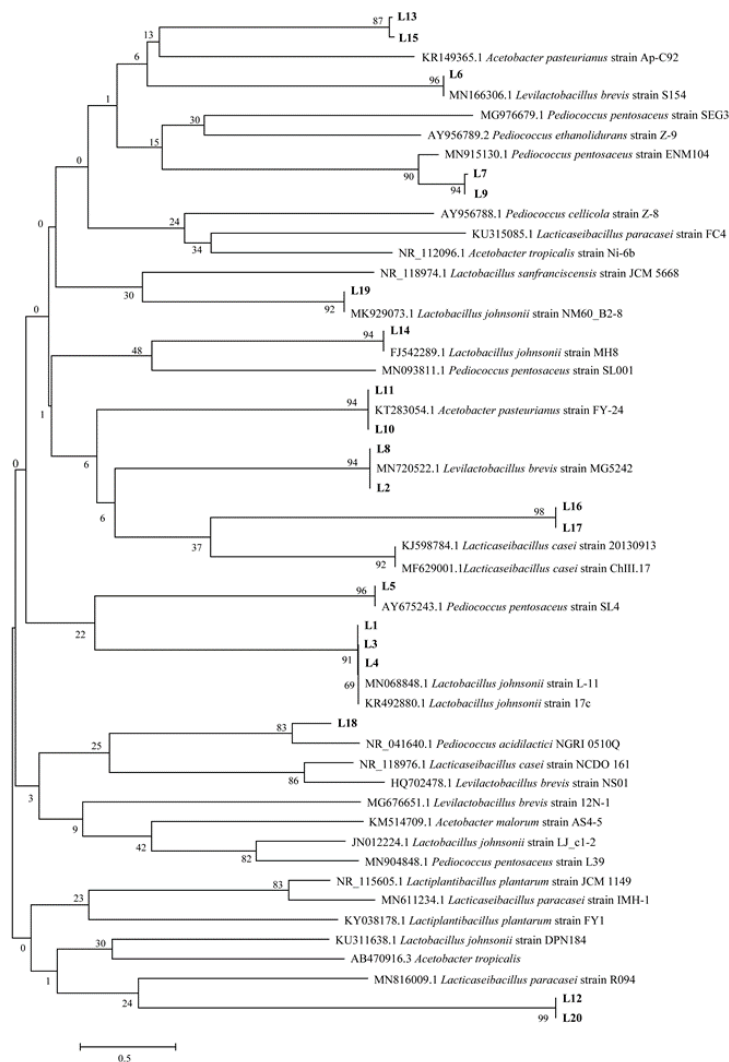 87 L13
L15
13
KR149365.1 Acetobacter pasteurianus strain Ap-C92
6
96 L6
MN166306.1 Levilactobacillus brevis strain S154
1
MG976679.1 Pediococcus pentosaceus strain SEG3
30
AY956789.2 Pediococcus ethanolidurans strain Z-9
15
MN915130.1 Pediococcus pentosaceus strain ENM104
90
L7
94 L9
0
AY956788.1 Pediococcus cellicola strain Z-8
24
KU315085.1 Lacticaseibacillus paracasei strain FC4
34
NR_112096.1 Acetobacter tropicalis strain Ni-6b
0
NR_118974.1 Lactobacillus sanfranciscensis strain JCM 5668
30
L19
92
MK929073.1 Lactobacillus johnsonii strain NM60_B2-8
0
94 L14
48
FJ542289.1 Lactobacillus johnsonii strain MH8
MN093811.1 Pediococcus pentosaceus strain SL001
1
L11
94 KT283054.1 Acetobacter pasteurianus strain FY-24
L10
6
L8
94 MN720522.1 Levilactobacillus brevis strain MG5242
L2
6
98 L16
L17
37
KJ598784.1 Lacticaseibacillus casei strain 20130913
92
MF629001.1Lacticaseibacillus casei strain ChIII.17
0
96 L5
AY675243.1 Pediococcus pentosaceus strain SL4
22
L1
L3
91 L4
69
MN068848.1 Lactobacillus johnsonii strain L-11
KR492880.1 Lactobacillus johnsonii strain 17c
83 L18
25
NR_041640.1 Pediococcus acidilactici NGRI 0510Q
NR_118976.1 Lacticaseibacillus casei strain NCDO 161
86
HQ702478.1 Levilactobacillus brevis strain NS01
3
MG676651.1 Levilactobacillus brevis strain 12N-1
9
KM514709.1 Acetobacter malorum strain AS4-5
42
JN012224.1 Lactobacillus johnsonii strain LJ_c1-2
82
MN904848.1 Pediococcus pentosaceus strain L39
83 NR_115605.1 Lactiplantibacillus plantarum strain JCM 1149
23
MN611234.1 Lacticaseibacillus paracasei strain IMH-1
KY038178.1 Lactiplantibacillus plantarum strain FY1
0
30 KU311638.1 Lactobacillus johnsonii strain DPN184
AB470916.3 Acetobacter tropicalis
1
MN816009.1 Lacticaseibacillus paracasei strain R094
24
L12
99 L20
0.5